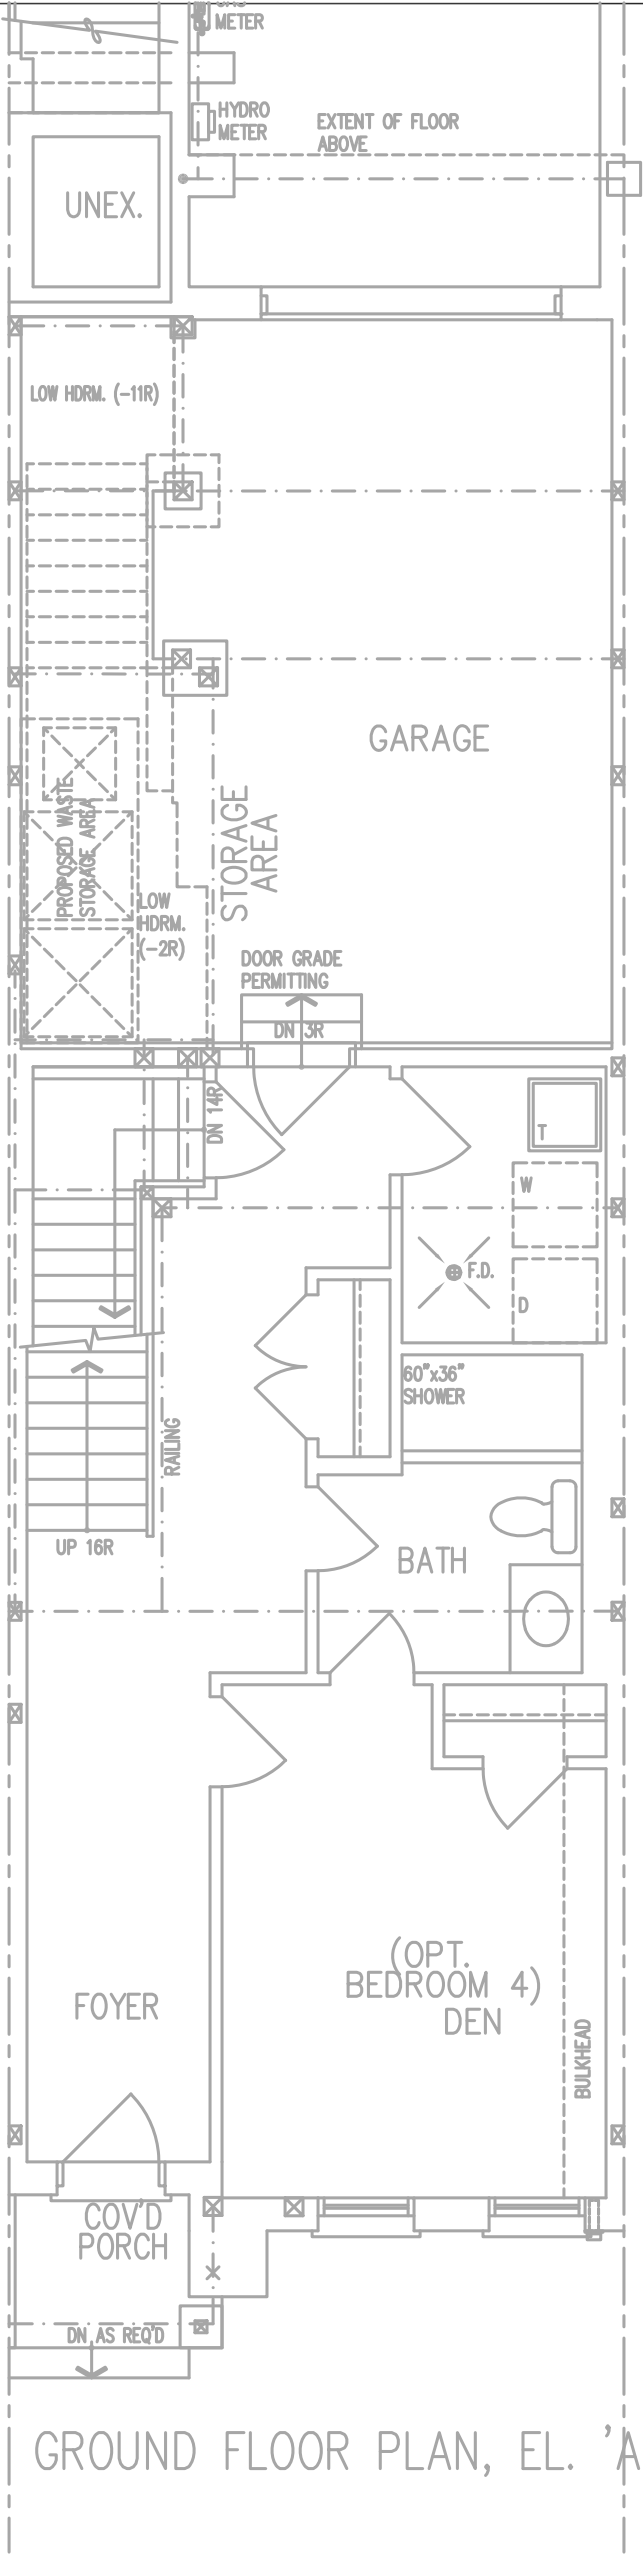 METER
HYDRO
METER
EXTENT OF FLOOR
ABOVE
UNEX.
LOW HDRM. (-11R)
GARAGE
PROPOSED WASTE
STORAGE AREA
STORAGE
AREA
LOW
HDRM.
(-2R)
DOOR GRADE
PERMITTING
DN 3R
DN 14R
T
W
F.D.
D
60"x36"
SHOWER
RAILING
UP 16R
BATH
(OPT.
BEDROOM 4)
DEN
FOYER
BULKHEAD
COV'D
PORCH
DN AS REQ'D
GROUND FLOOR PLAN, EL. 'A